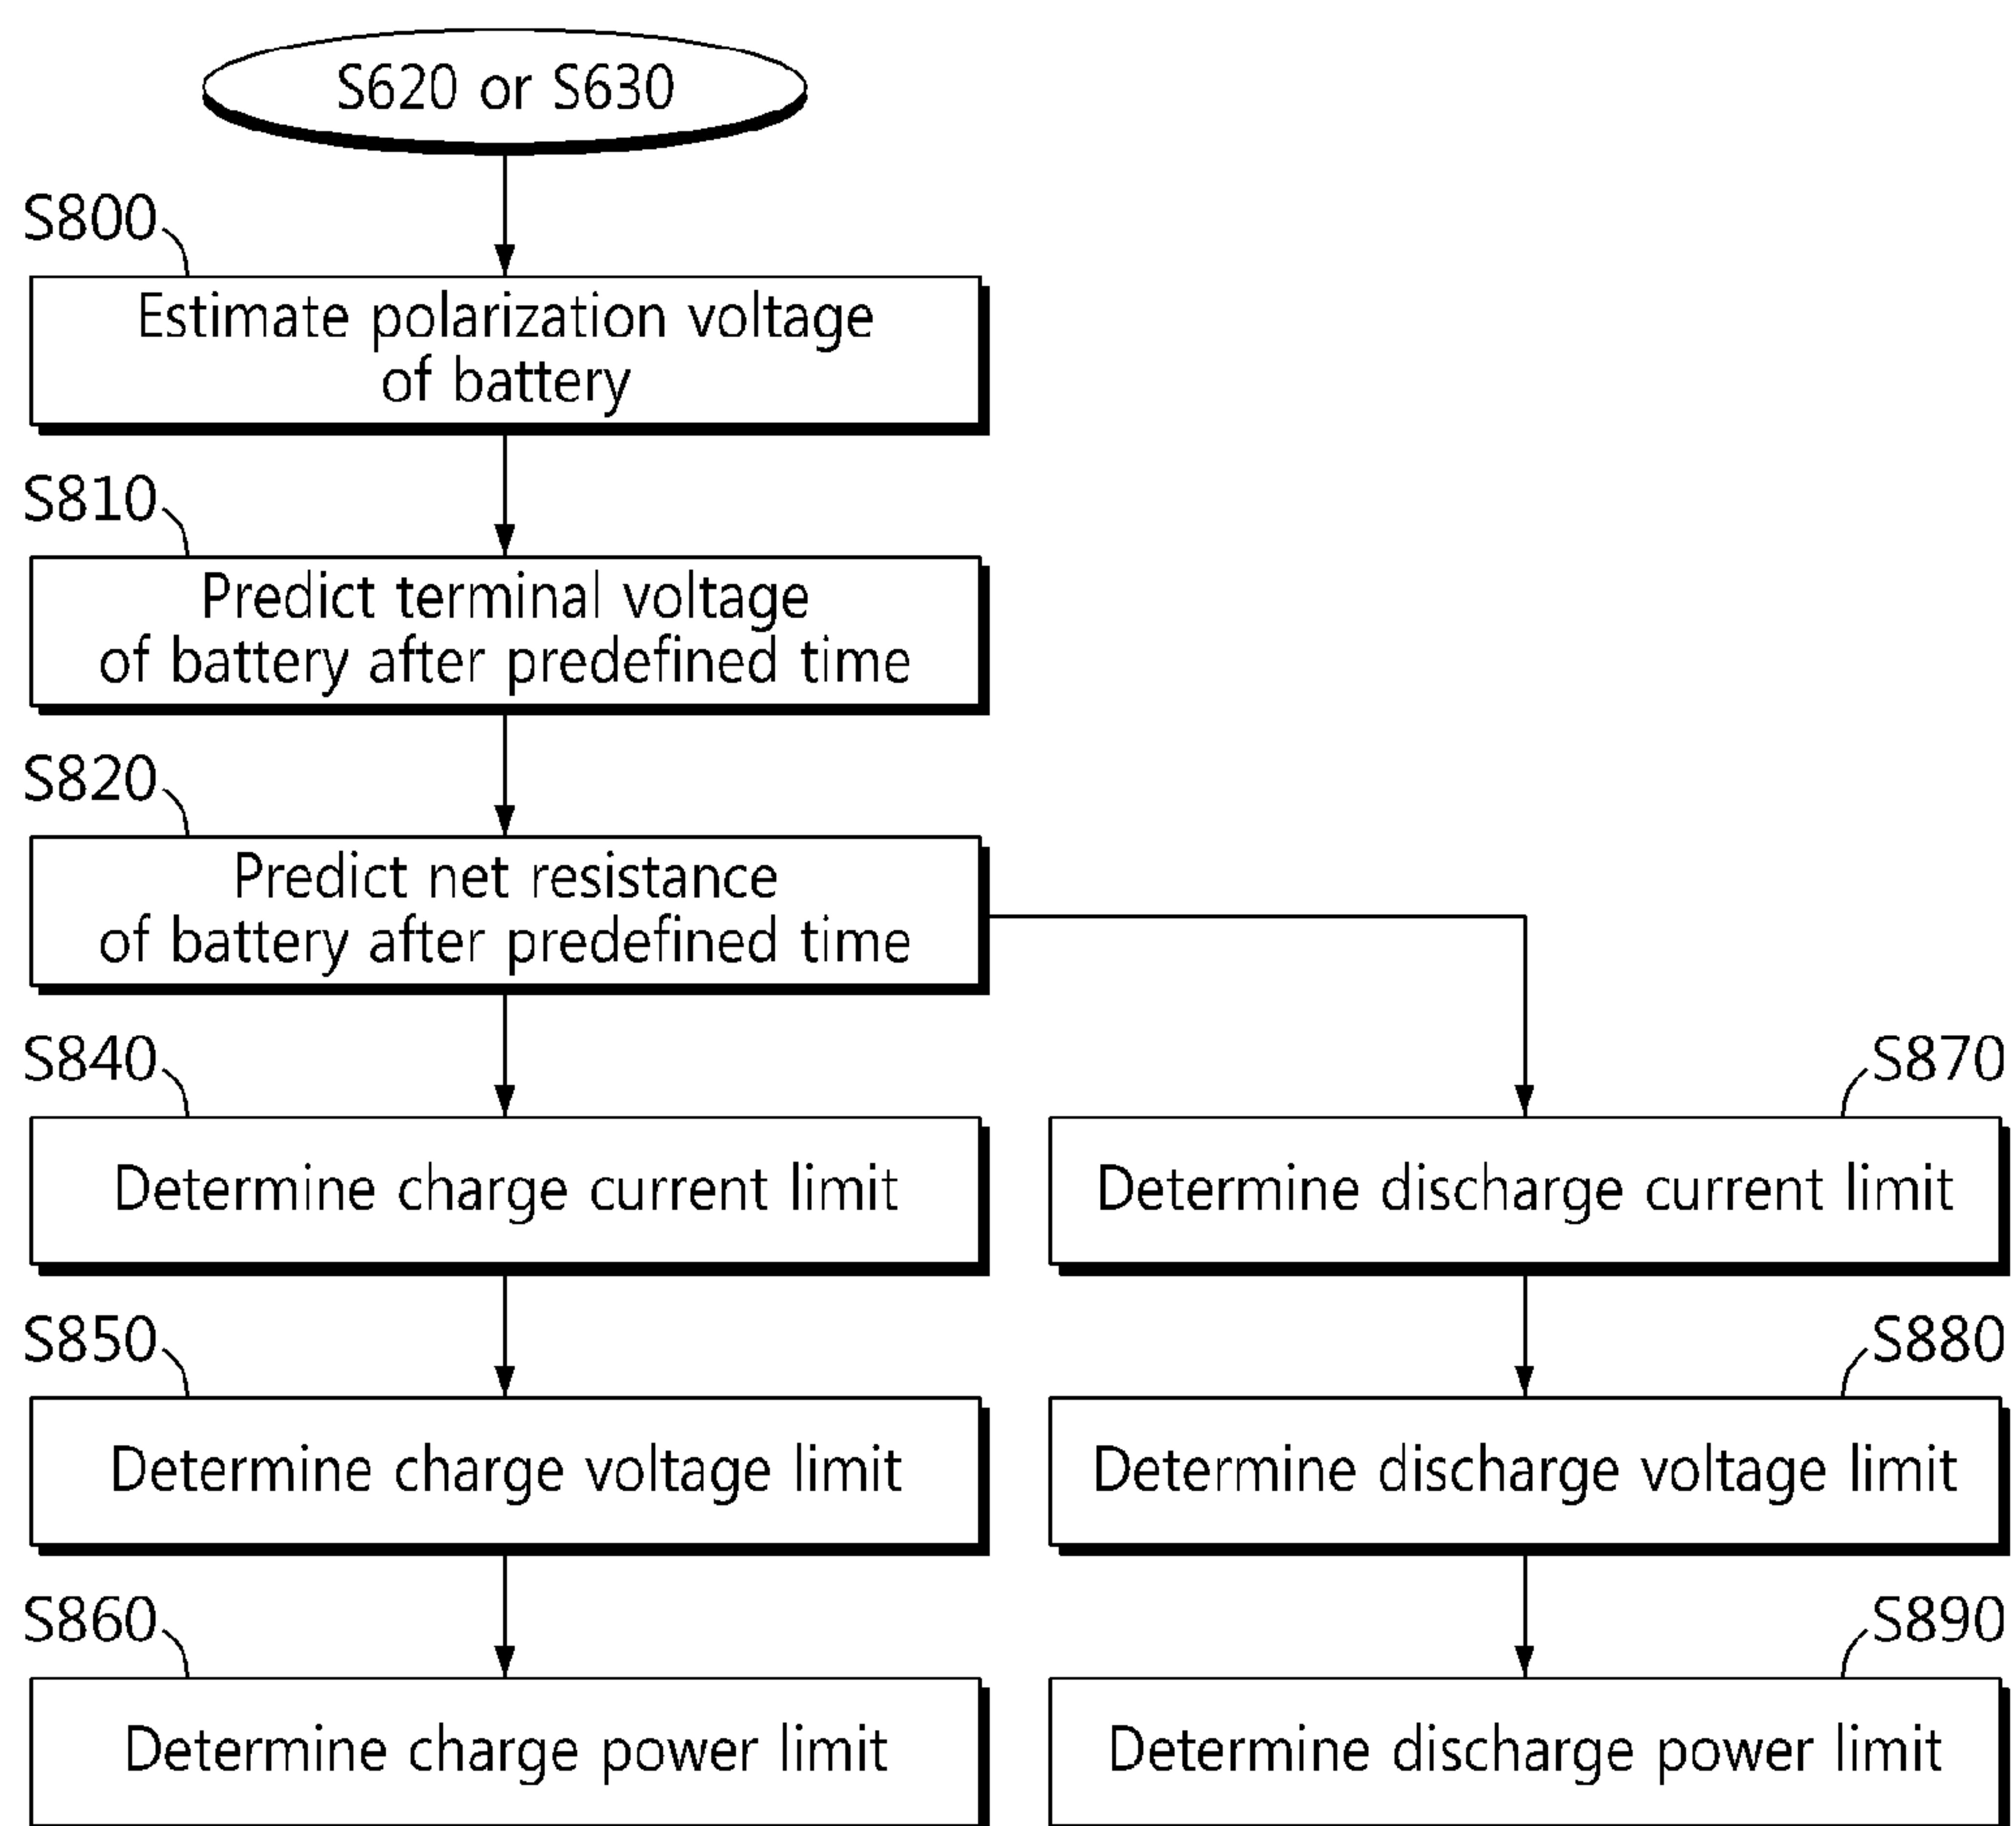 S620 or S630
S800
Estimate polarization voltage
of battery
S810
Predict terminal voltage
of battery after predefined time
S820
Predict net resistance
of battery after predefined time
S840
Determine charge current limit
S870
Determine discharge current limit
S850
Determine charge voltage limit
S880
Determine discharge voltage limit
S860
Determine charge power limit
S890
Determine discharge power limit